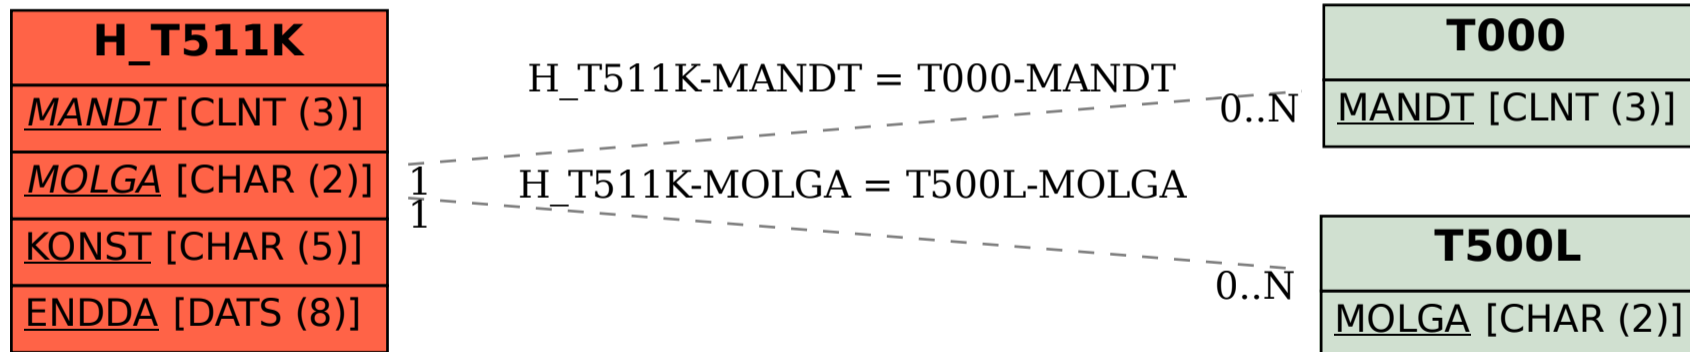 H_T511K
MANDT [CLNT (3)]
MOLGA [CHAR (2)]
KONST [CHAR (5)]
ENDDA [DATS (8)]
H_T511K-MANDT = T000-MANDT
0..N
1
H_T511K-MOLGA = T500L-MOLGA
1
0..N
T000
MANDT [CLNT (3)]
T500L
MOLGA [CHAR (2)]